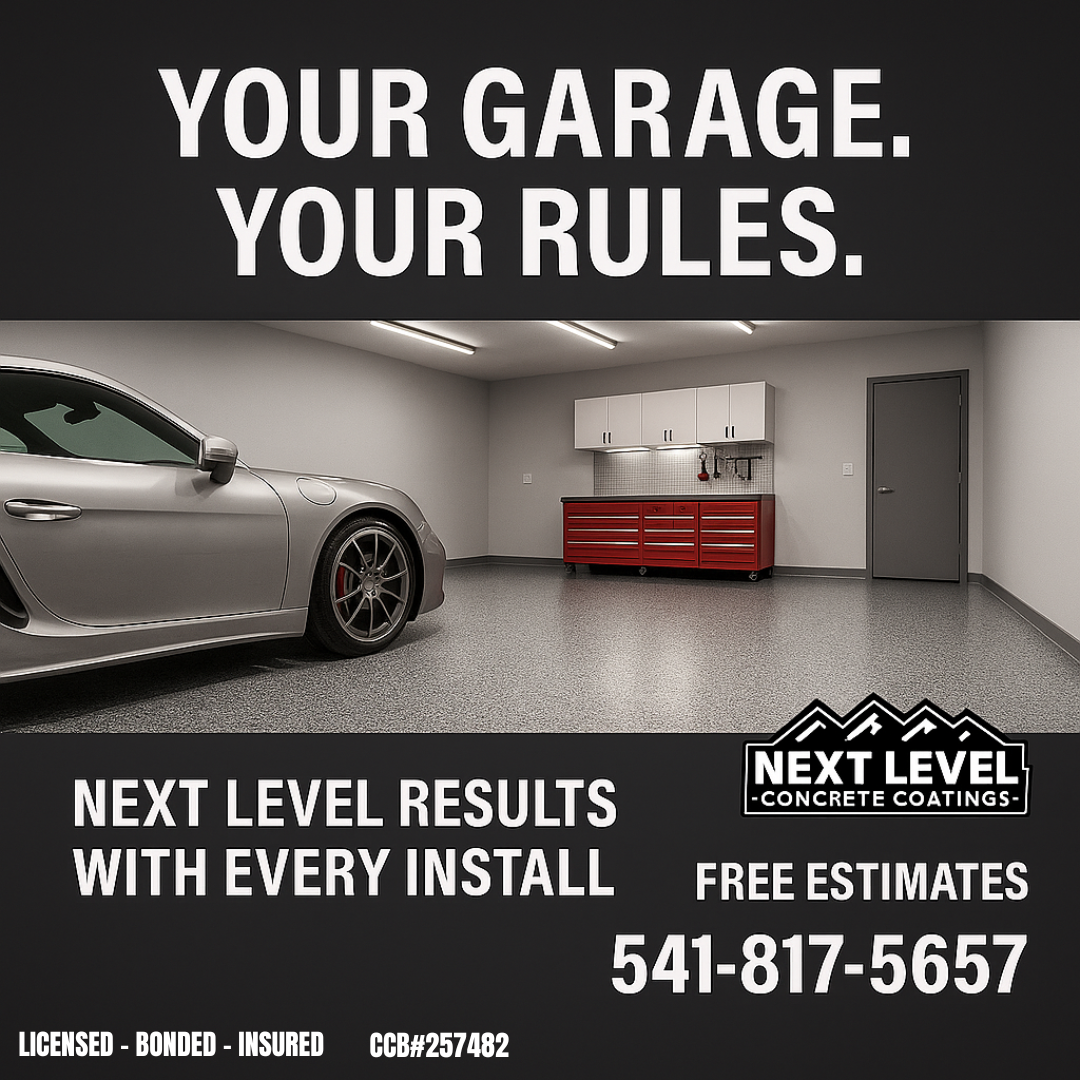 YOUR GARAGE.
YOUR RULES.
NEXT LEVEL
-CONCRETE COATINGS-
NEXT LEVEL RESULTS
WITH EVERY INSTALL
FREE ESTIMATES
541-817-5657
LICENSED - BONDED - INSURED CCB#257482